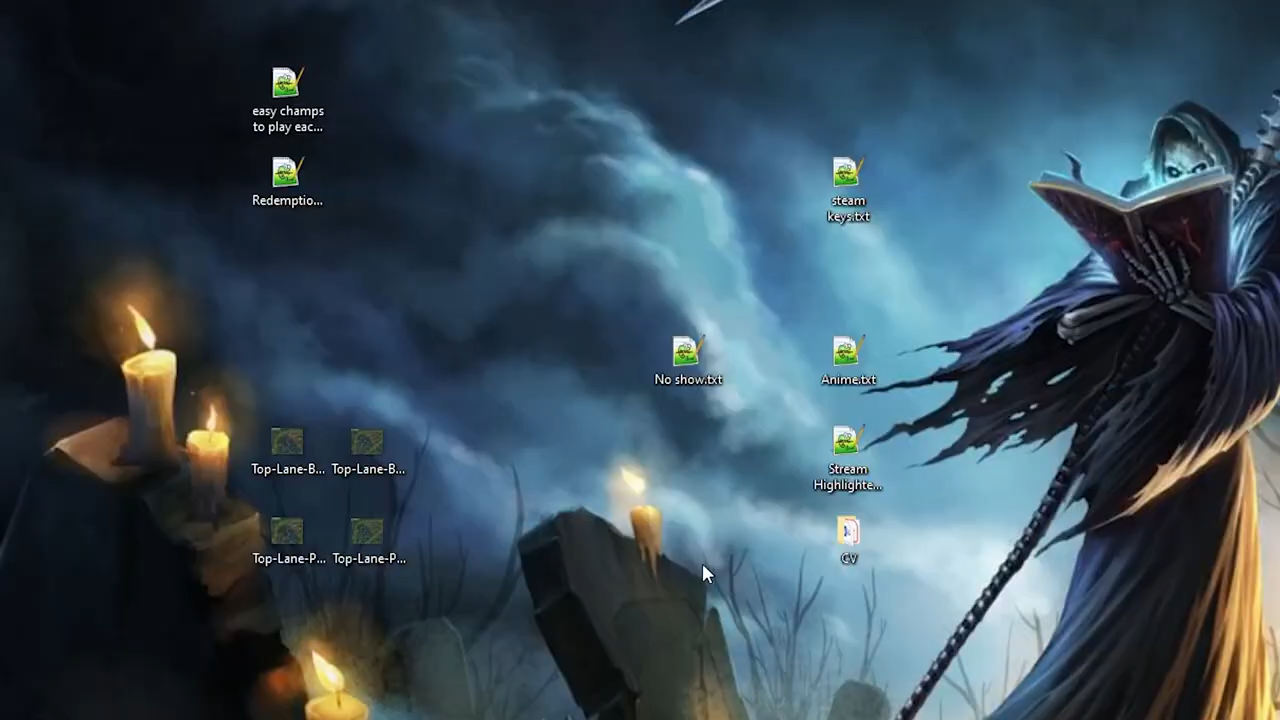 easy champs
to play eac...
Redemptio...
steam
keys.txt
No show.txt
Anime.txt
Top-Lane-B...
Top-Lane-B...
Stream
Highlighte...
Top-Lane-P...
Top-Lane-P...
CV